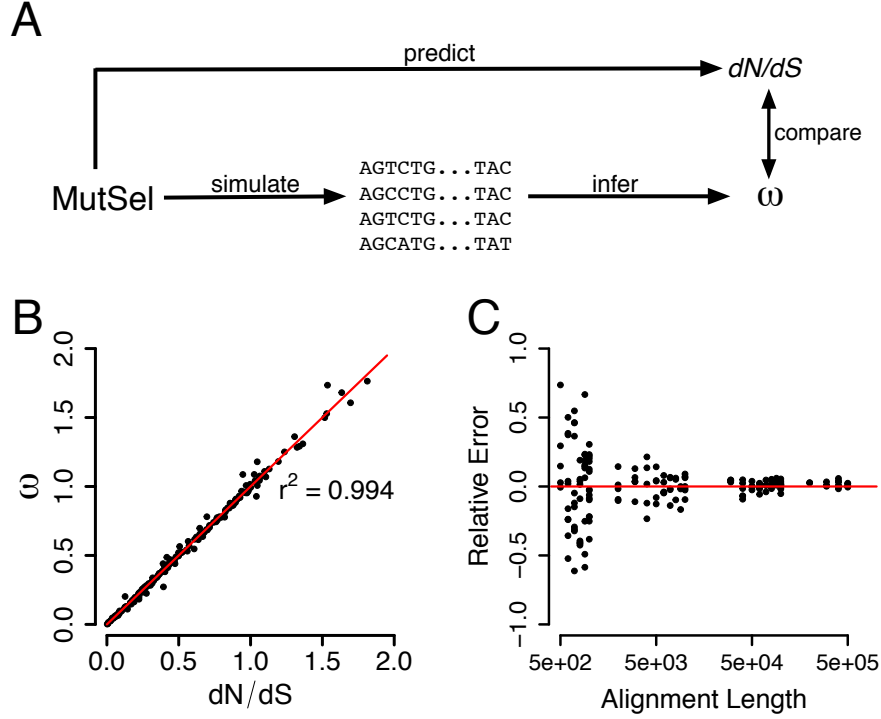 A
predict
dN/dS
compare
MutSel
simulate
AGTCTG...TAC
AGCCTG...TAC
AGTCTG...TAC
AGCATG...TAT
infer
ω
B
ω
0.0 0.5 1.0 1.5 2.0
r² = 0.994
0.0 0.5 1.0 1.5 2.0
dN/dS
C
Relative Error
1.0
0.5
0.0
−0.5
−1.0
5e+02 5e+03 5e+04 5e+05
Alignment Length